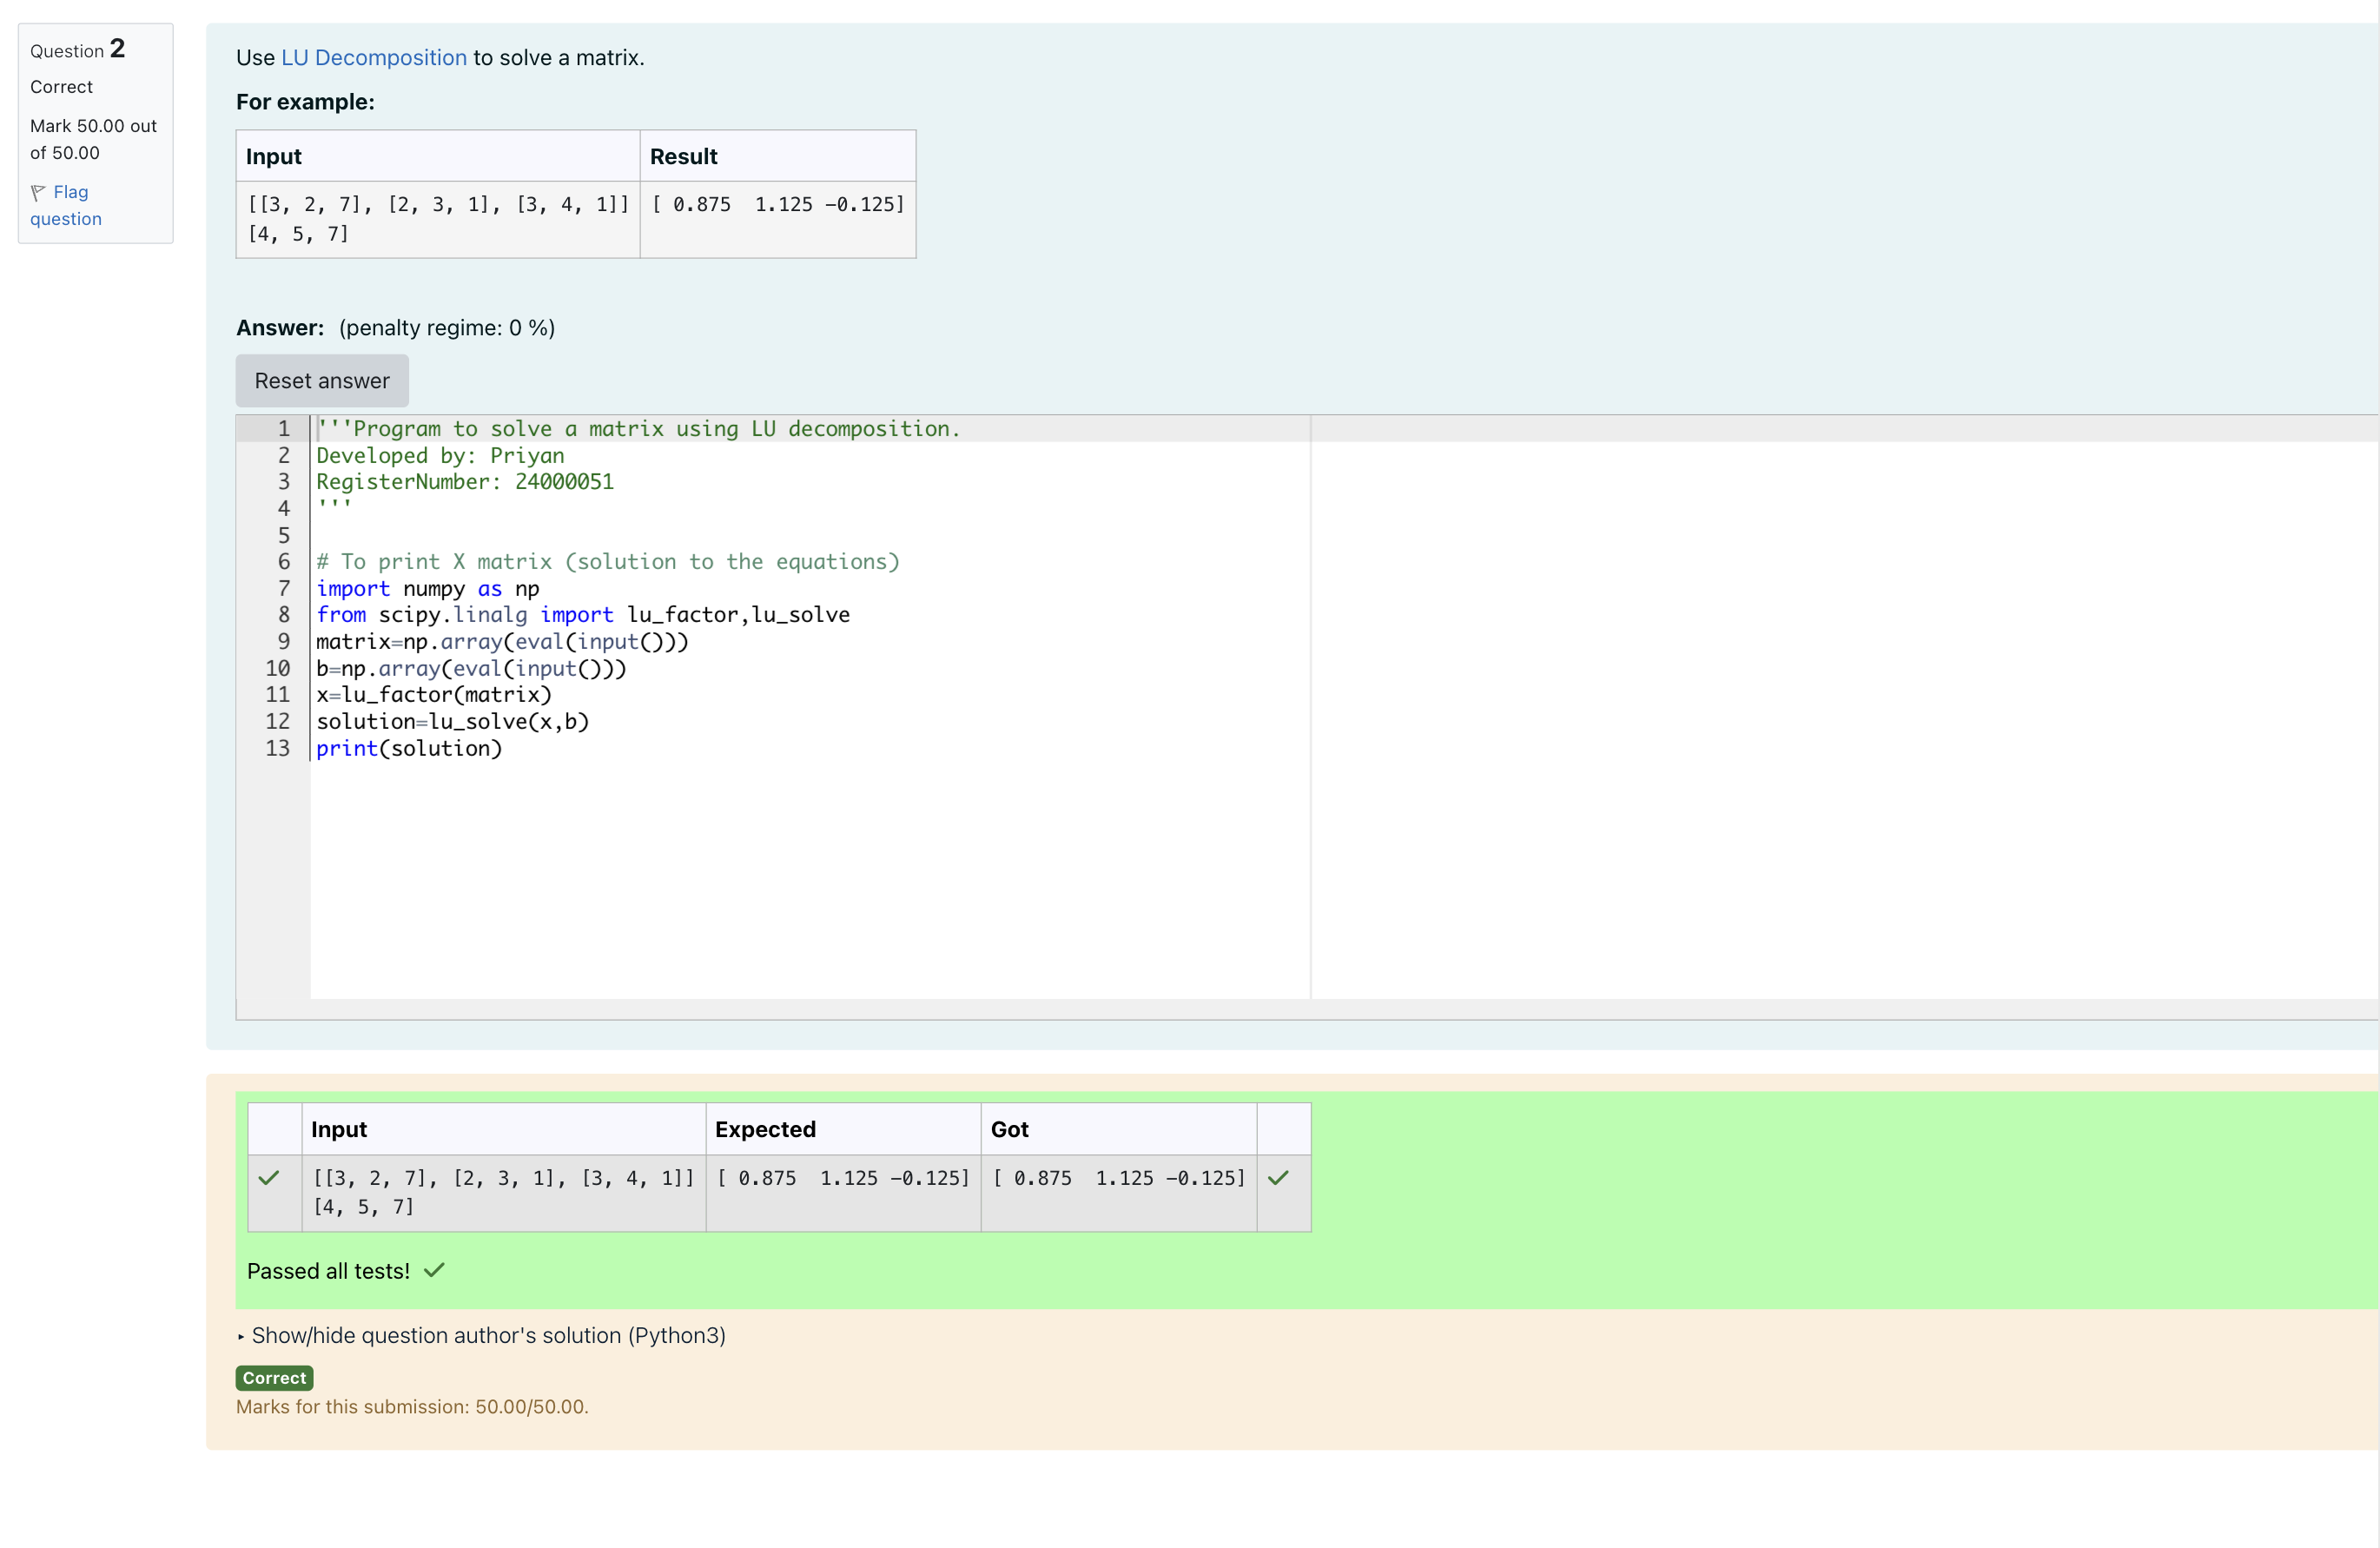 Question 2
Correct
Mark 50.00 out
of 50.00
Flag
question
Use LU Decomposition to solve a matrix.
For example:
Input Result
[[3, 2, 7], [2, 3, 1], [3, 4, 1]] [ 0.875  1.125 -0.125]
[4, 5, 7]
Answer: (penalty regime: 0 %)
Reset answer
1 '''Program to solve a matrix using LU decomposition.
2 Developed by: Priyan
3 RegisterNumber: 24000051
4 '''
5
6 # To print X matrix (solution to the equations)
7 import numpy as np
8 from scipy.linalg import lu_factor,lu_solve
9 matrix=np.array(eval(input()))
10 b=np.array(eval(input()))
11 x=lu_factor(matrix)
12 solution=lu_solve(x,b)
13 print(solution)
Input Expected Got
[[3, 2, 7], [2, 3, 1], [3, 4, 1]] [ 0.875  1.125 -0.125] [ 0.875  1.125 -0.125]
[4, 5, 7]
Passed all tests!
Show/hide question author's solution (Python3)
Correct
Marks for this submission: 50.00/50.00.